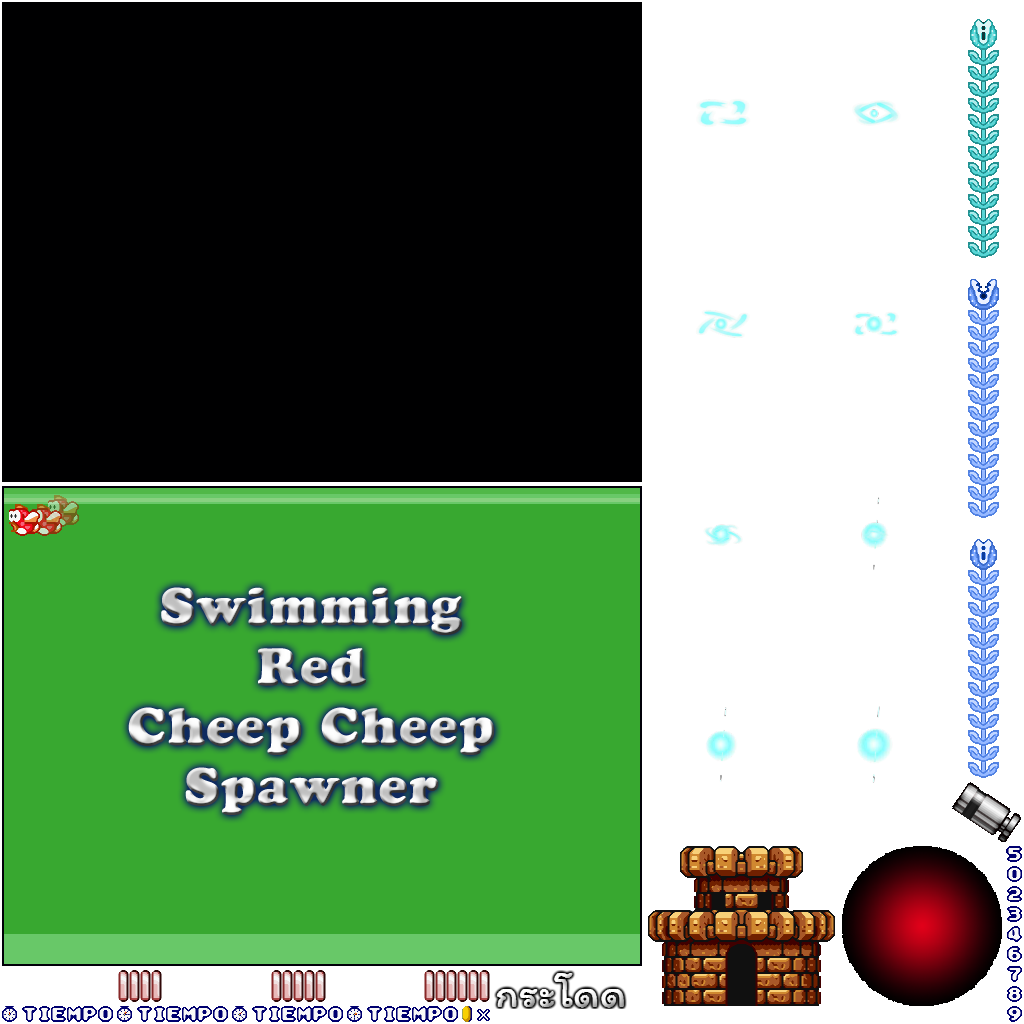 Swimming
Red
Cheep Cheep
Spawner
กระโดด
TIEMPO TIEMPO TIEMPO TIEMPO x
5
0
2
3
4
6
7
8
9